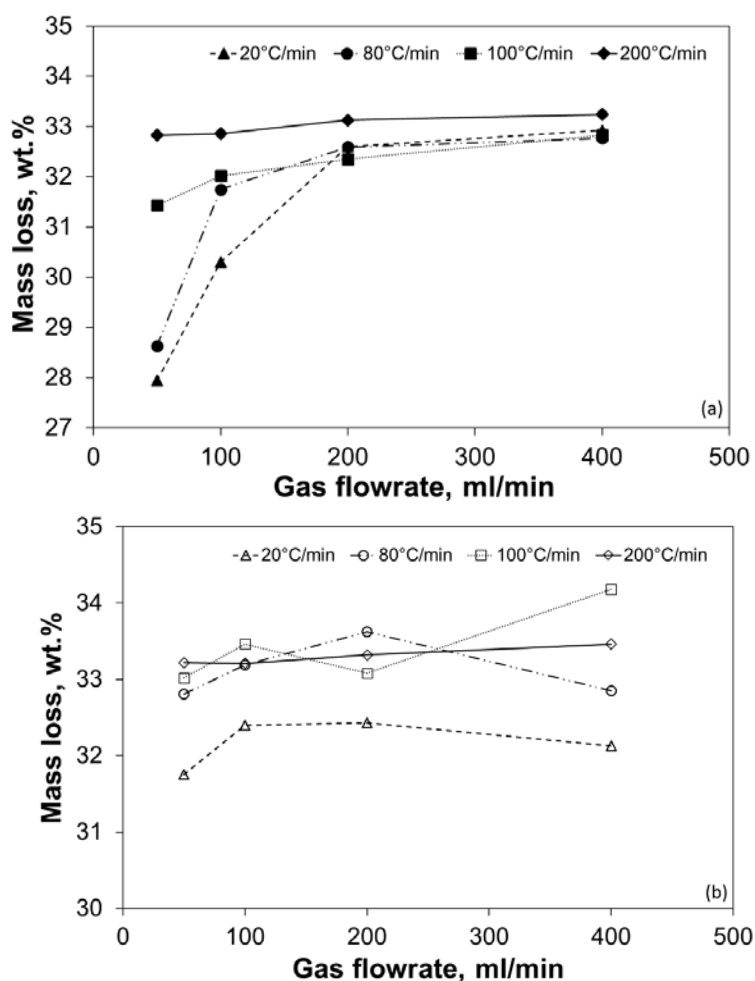 35
34
33
32
31
30
29
28
27
Mass loss, wt.%
20°C/min 80°C/min 100°C/min 200°C/min
(a)
0 100 200 300 400 500
Gas flowrate, ml/min
35
34
33
32
31
30
Mass loss, wt.%
20°C/min 80°C/min 100°C/min 200°C/min
(b)
0 100 200 300 400 500
Gas flowrate, ml/min